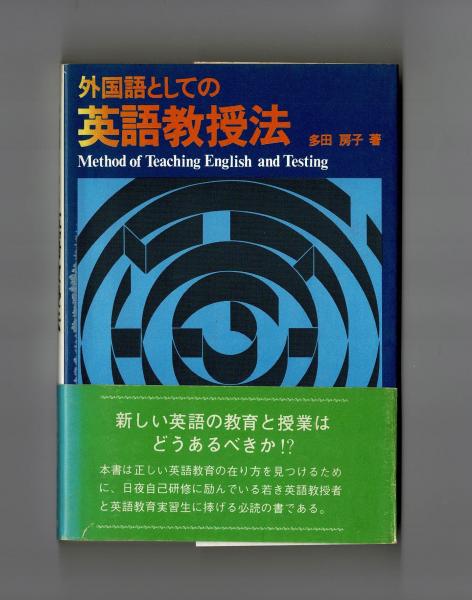 外国語としての
英語教授法
多田 房子 著
Method of Teaching English and Testing
新しい英語の教育と授業は
どうあるべきか!?
本書は正しい英語教育の在り方を見つけるため
に、日夜自己研修に励んでいる若き英語教授者
と英語教育実習生に捧げる必読の書である。